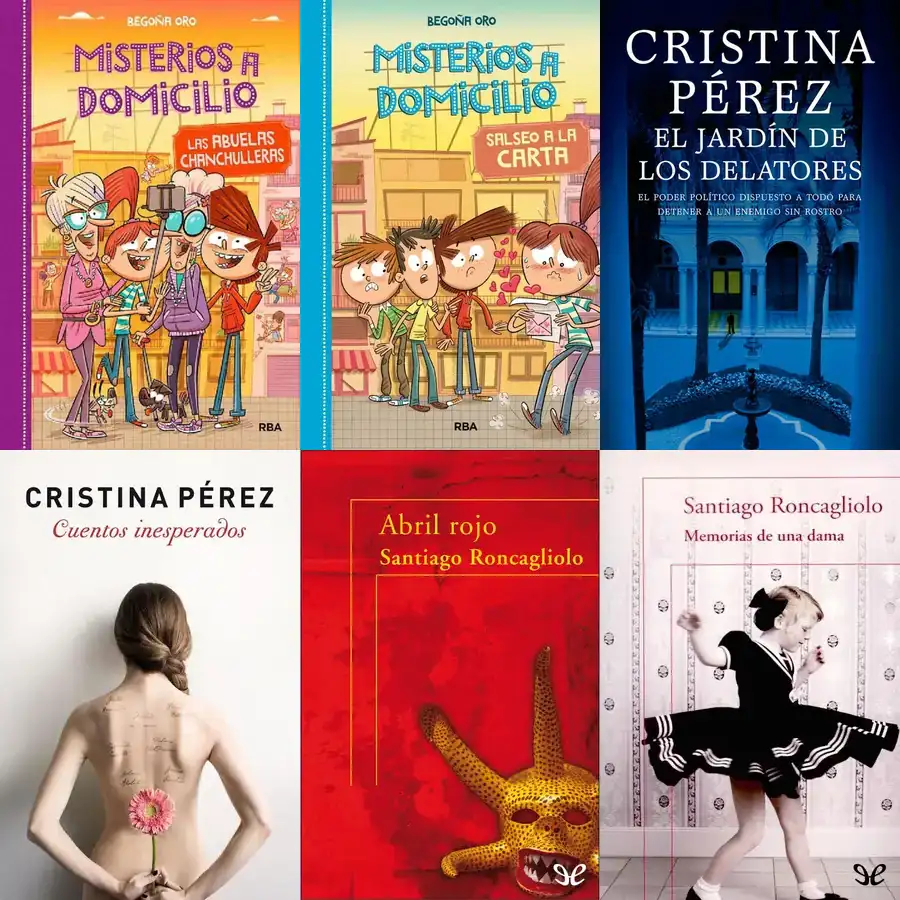 BEGOÑA ORO
MISTERIOS A
DOMICILIO
LAS ABUELAS
CHANCHULLERAS
RBA
BEGOÑA ORO
MISTERIOS A
DOMICILIO
SALSEO A LA
CARTA
RBA
CRISTINA
PÉREZ
EL JARDÍN DE
LOS DELATORES
EL PODER POLÍTICO DISPUESTO A TODO PARA
DETENER A UN ENEMIGO SIN ROSTRO
CRISTINA PÉREZ
Cuentos inesperados
Abril rojo
Santiago Roncagliolo
Santiago Roncagliolo
Memorias de una dama